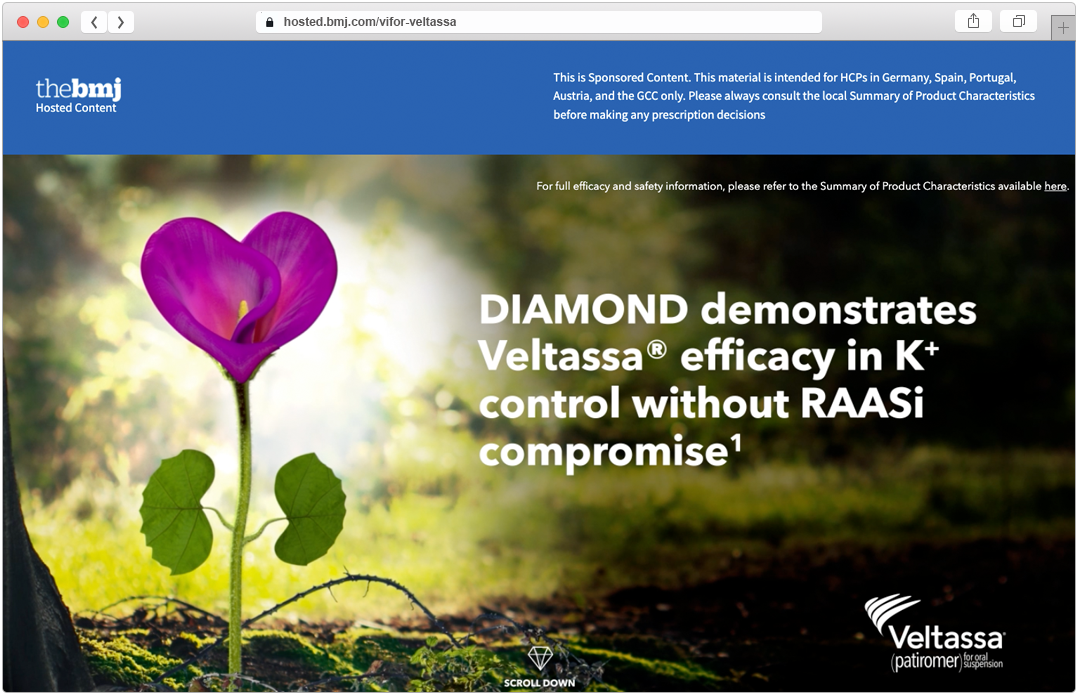 hosted.bmj.com/vifor-veltassa
thebmj
Hosted Content
This is Sponsored Content. This material is intended for HCPs in Germany, Spain, Portugal,
Austria, and the GCC only. Please always consult the local Summary of Product Characteristics
before making any prescription decisions
For full efficacy and safety information, please refer to the Summary of Product Characteristics available here.
DIAMOND demonstrates
Veltassa® efficacy in K⁺
control without RAASi
compromise¹
Veltassa®
(patiromer) for oral suspension
SCROLL DOWN